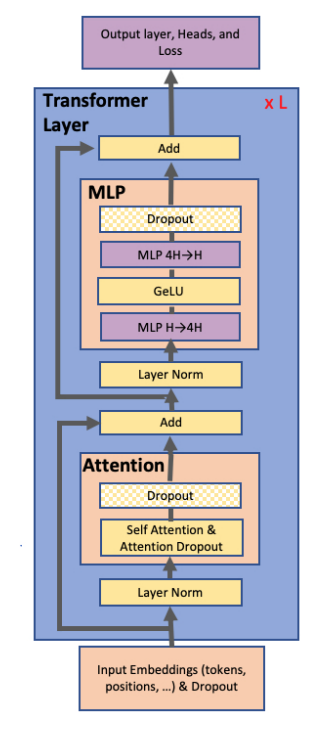 Output layer, Heads, and
Loss
Transformer
Layer
x L
Add
MLP
Dropout
MLP 4H→H
GeLU
MLP H→4H
Layer Norm
Add
Attention
Dropout
Self Attention &
Attention Dropout
Layer Norm
Input Embeddings (tokens,
positions, ...) & Dropout